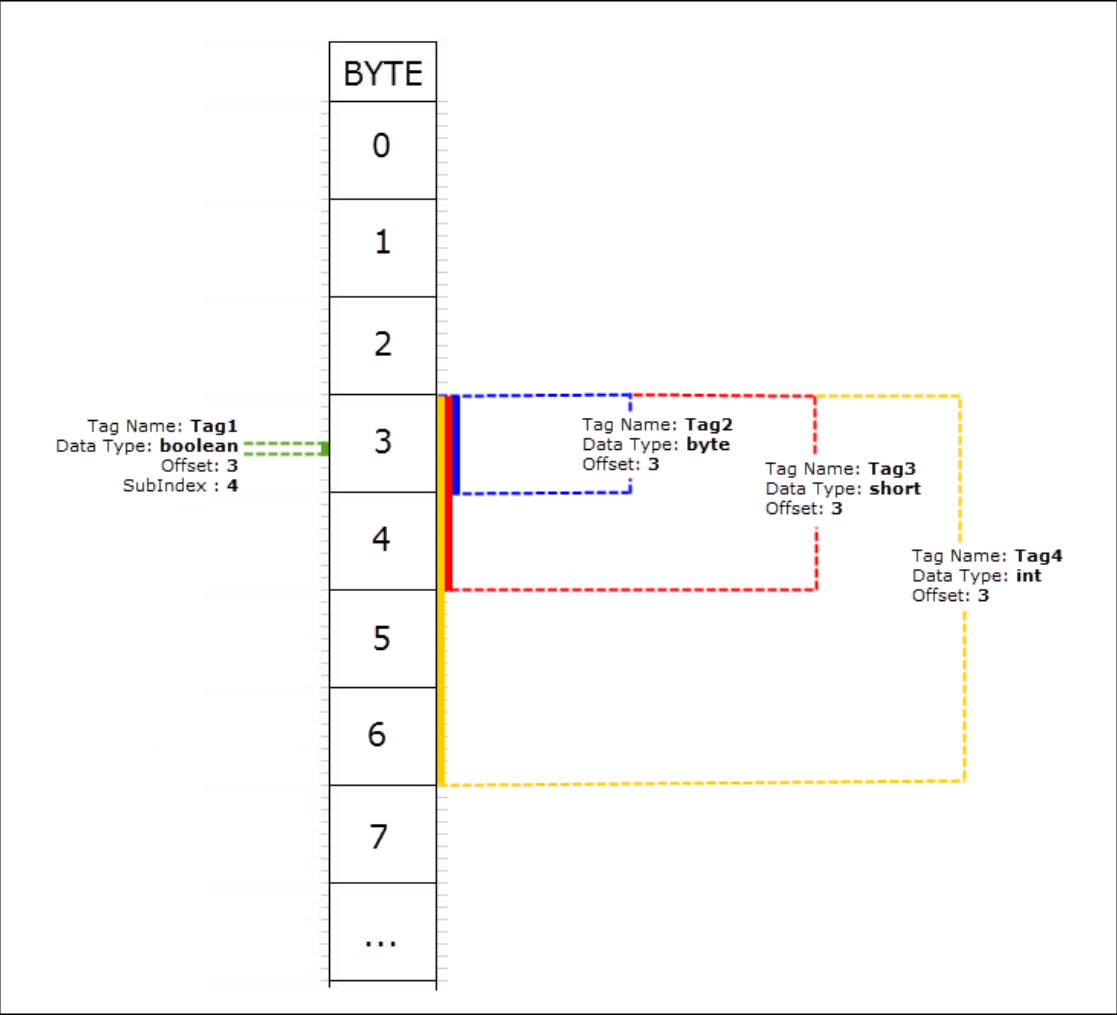 BYTE
0
1
2
3
4
5
6
7
...
Tag Name: Tag1
Data Type: boolean
Offset: 3
SubIndex : 4
Tag Name: Tag2
Data Type: byte
Offset: 3
Tag Name: Tag3
Data Type: short
Offset: 3
Tag Name: Tag4
Data Type: int
Offset: 3